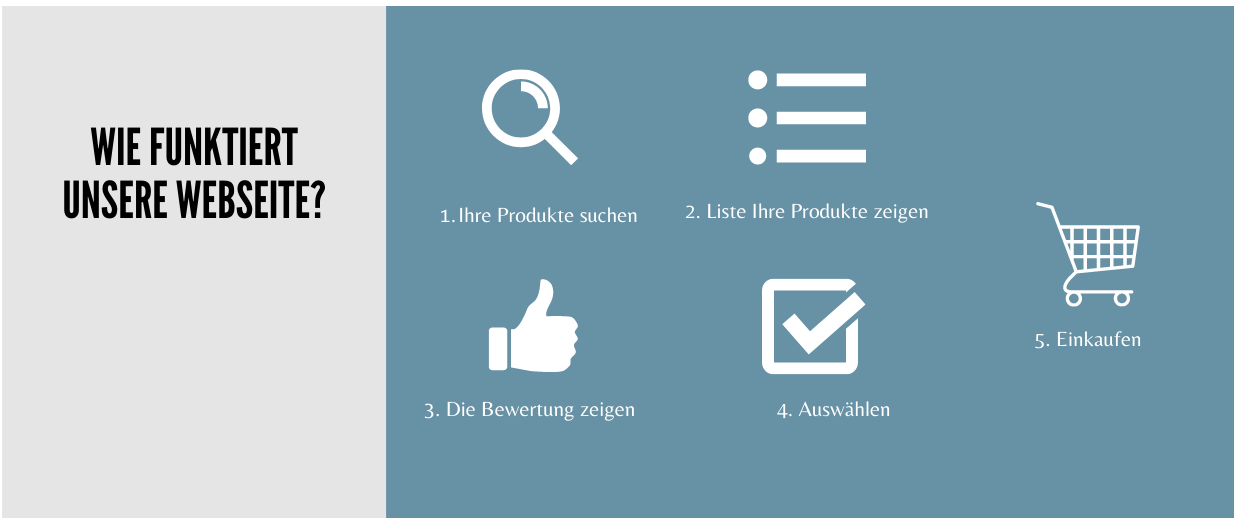 WIE FUNKTIERT
UNSERE WEBSEITE?
1. Ihre Produkte suchen
2. Liste Ihre Produkte zeigen
3. Die Bewertung zeigen
4. Auswählen
5. Einkaufen